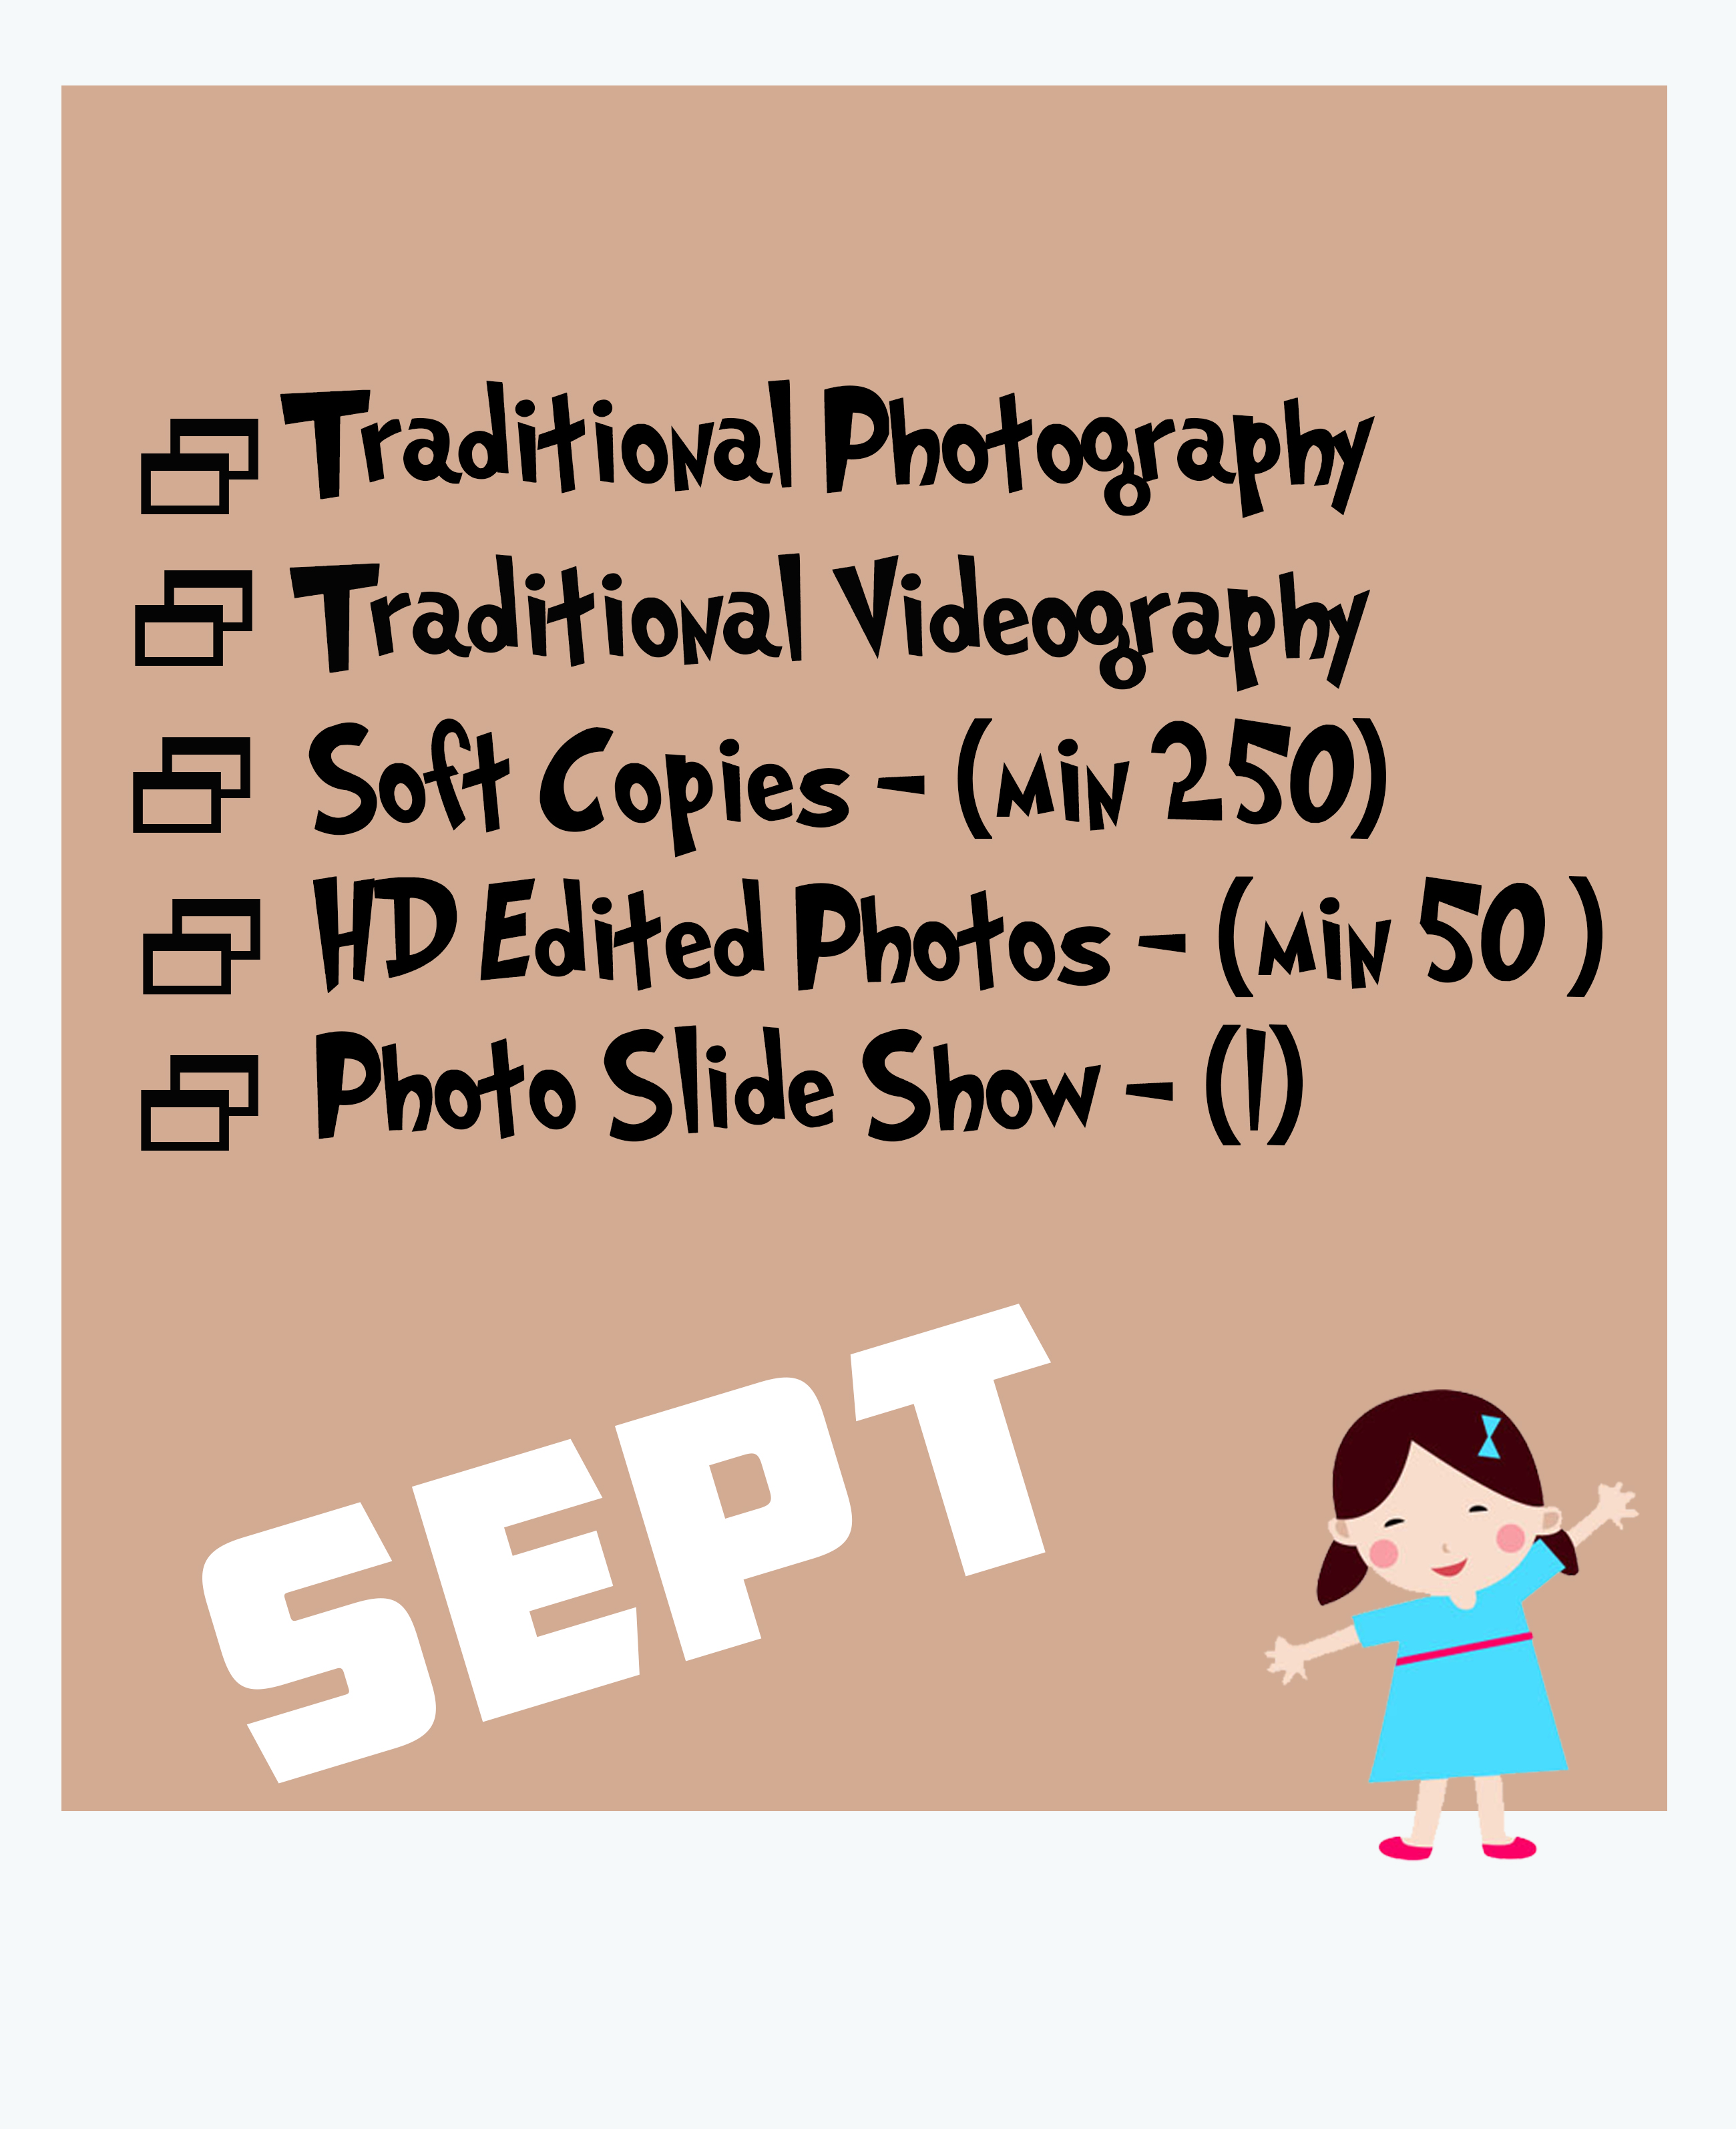 Traditional Photography
Traditional Videography
Soft Copies - (min 250)
HD Edited Photos - (min 50 )
Photo Slide Show - (1)
SEPT